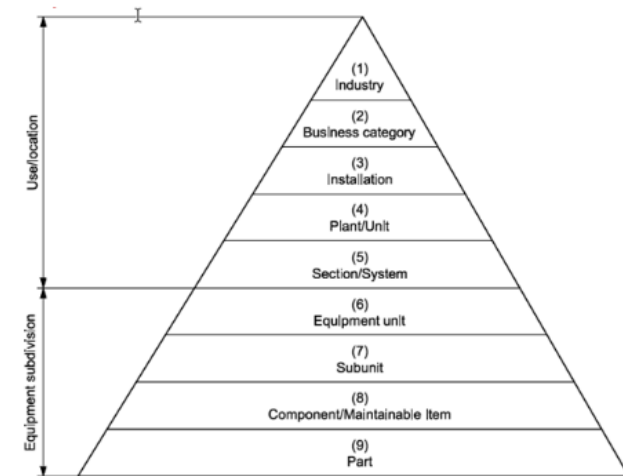 (1)
Industry
(2)
Business category
(3)
Installation
(4)
Plant/Unit
(5)
Section/System
(6)
Equipment unit
(7)
Subunit
(8)
Component/Maintainable Item
(9)
Part
Use/location
Equipment subdivision